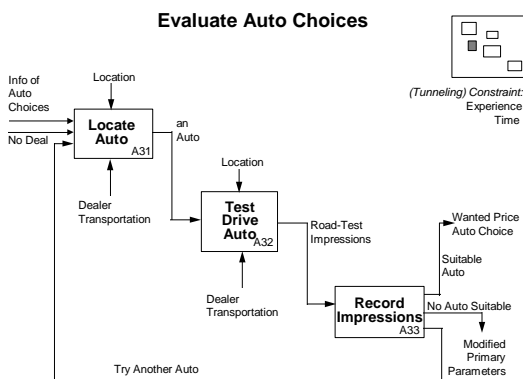 Evaluate Auto Choices
(Tunneling) Constraint:
Experience
Time
Info of
Auto
Choices
No Deal
Location
Locate
Auto
A31
an
Auto
Dealer
Transportation
Location
Test
Drive
Auto
A32
Road-Test
Impressions
Dealer
Transportation
Wanted Price
Auto Choice
Suitable
Auto
Record
Impressions
A33
No Auto Suitable
Modified
Primary
Parameters
Try Another Auto